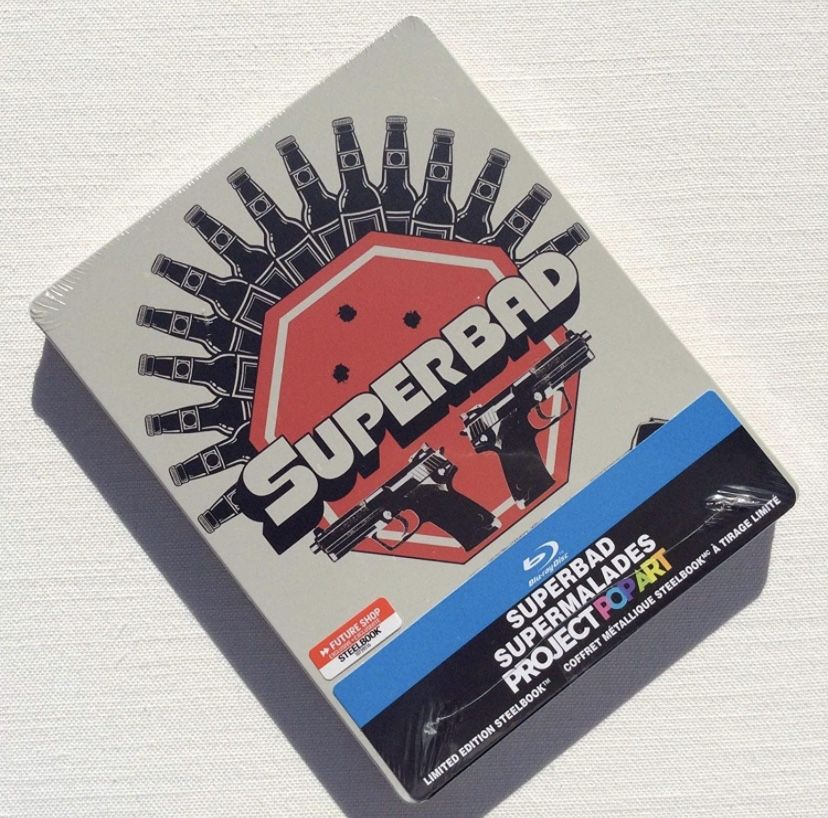 SUPERBAD
FUTURE SHOP
STEELBOOK
Blu-ray Disc
SUPERBAD
SUPERMALADES
PROJECT POP ART
LIMITED EDITION STEELBOOK™ COFFRET MÉTALLIQUE STEELBOOKMC À TIRAGE LIMITÉ